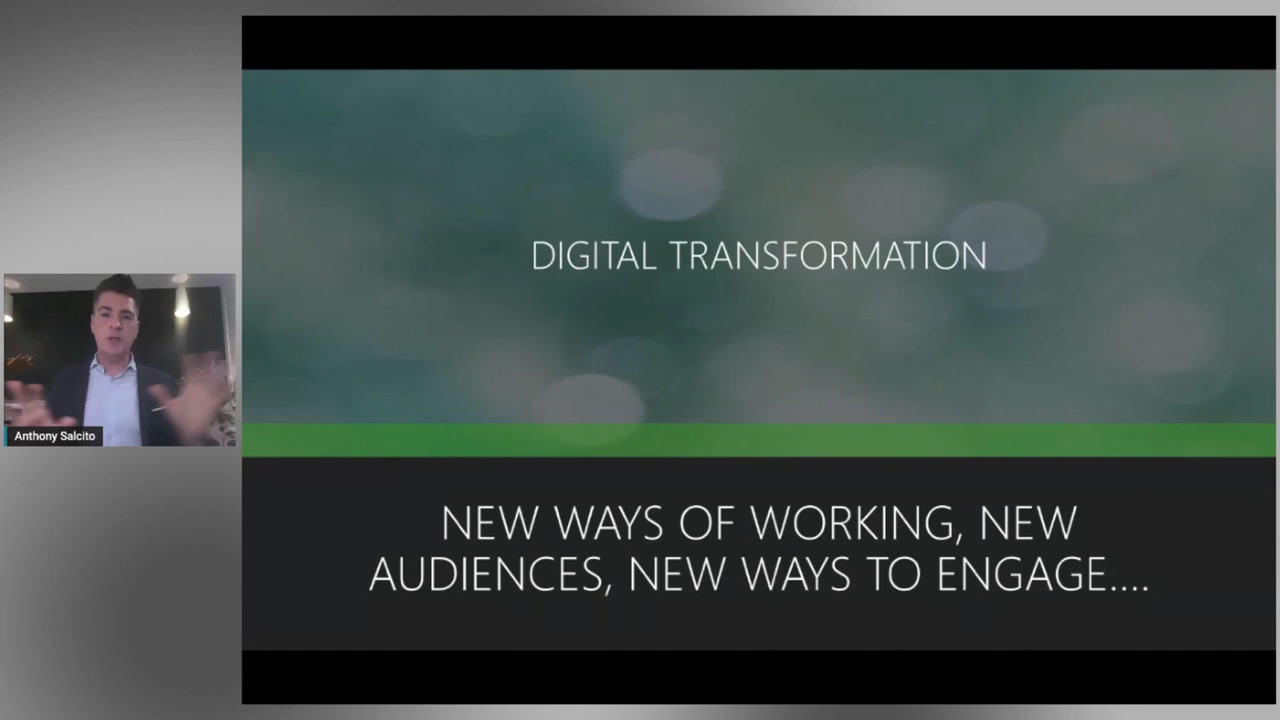 DIGITAL TRANSFORMATION
Anthony Salcito
NEW WAYS OF WORKING, NEW
AUDIENCES, NEW WAYS TO ENGAGE....